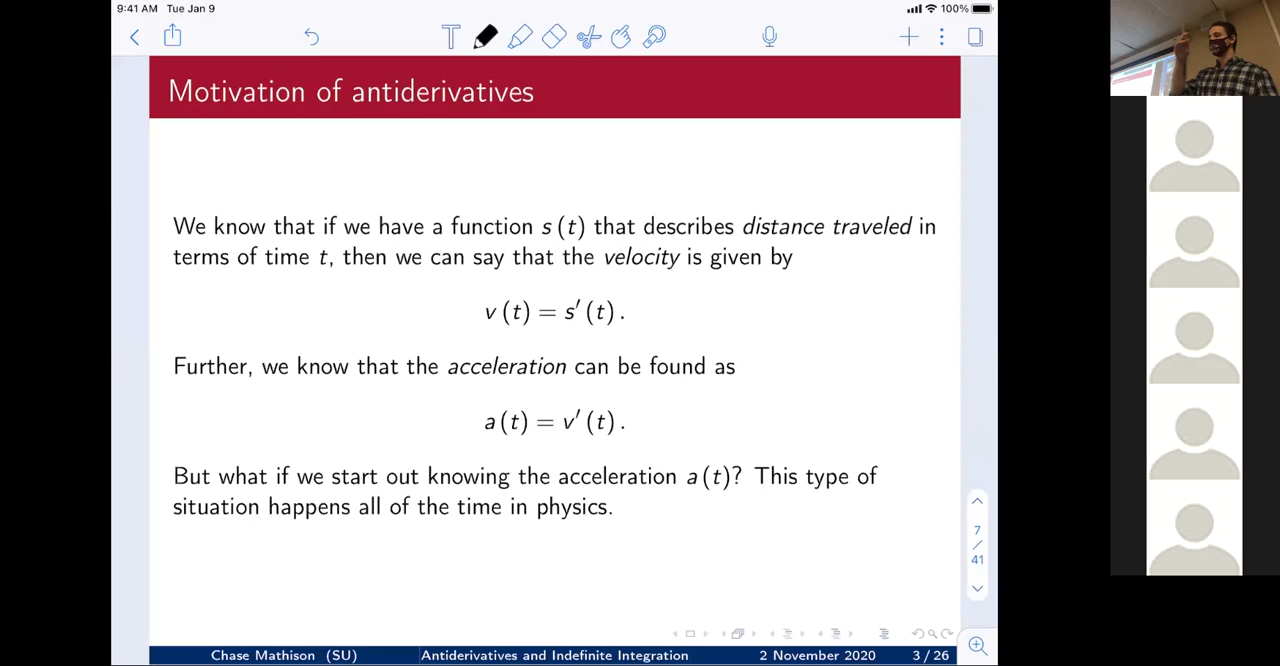 9:41 AM Tue Jan 9
100%
Motivation of antiderivatives
We know that if we have a function s (t) that describes distance traveled in
terms of time t, then we can say that the velocity is given by
v (t) = s′ (t) .
Further, we know that the acceleration can be found as
a (t) = v′ (t) .
But what if we start out knowing the acceleration a (t)? This type of
situation happens all of the time in physics.
7
/
41
Chase Mathison (SU) Antiderivatives and Indefinite Integration 2 November 2020 3 / 26